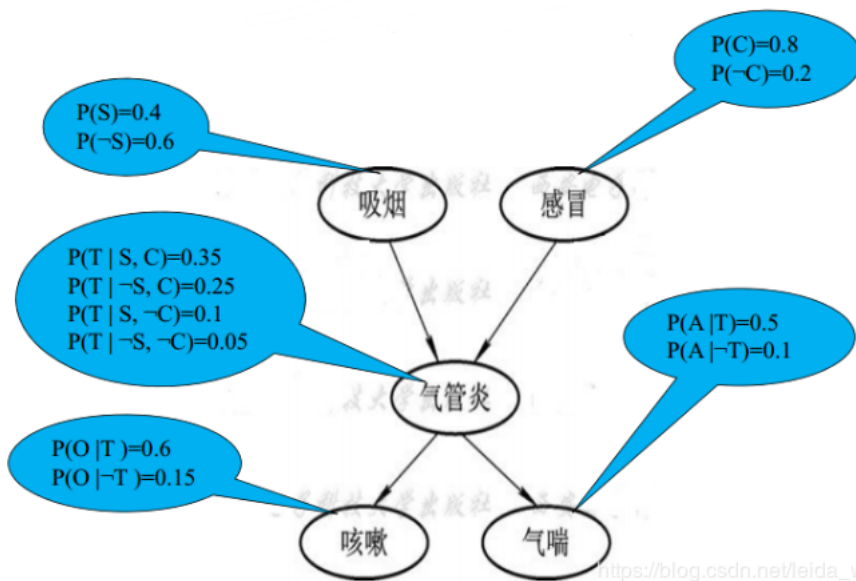 P(C)=0.8
P(¬C)=0.2
P(S)=0.4
P(¬S)=0.6
吸烟
感冒
P(T | S, C)=0.35
P(T | ¬S, C)=0.25
P(T | S, ¬C)=0.1
P(T | ¬S, ¬C)=0.05
P(A |T)=0.5
P(A |¬T)=0.1
气管炎
P(O |T )=0.6
P(O |¬T )=0.15
咳嗽
气喘
https://blog.csdn.net/leida_v